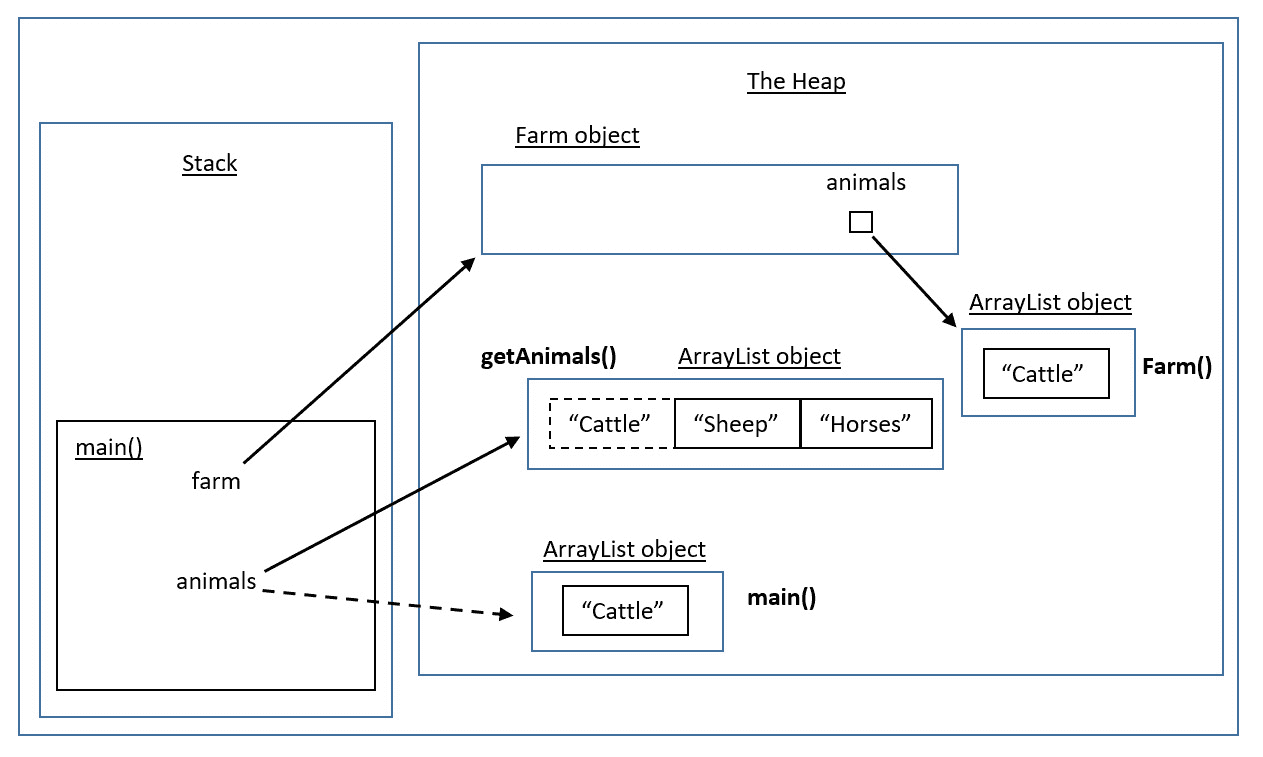 The Heap
Farm object
Stack
animals
ArrayList object
getAnimals()
ArrayList object
“Cattle”
Farm()
“Cattle”
“Sheep”
“Horses”
main()
farm
ArrayList object
animals
“Cattle”
main()